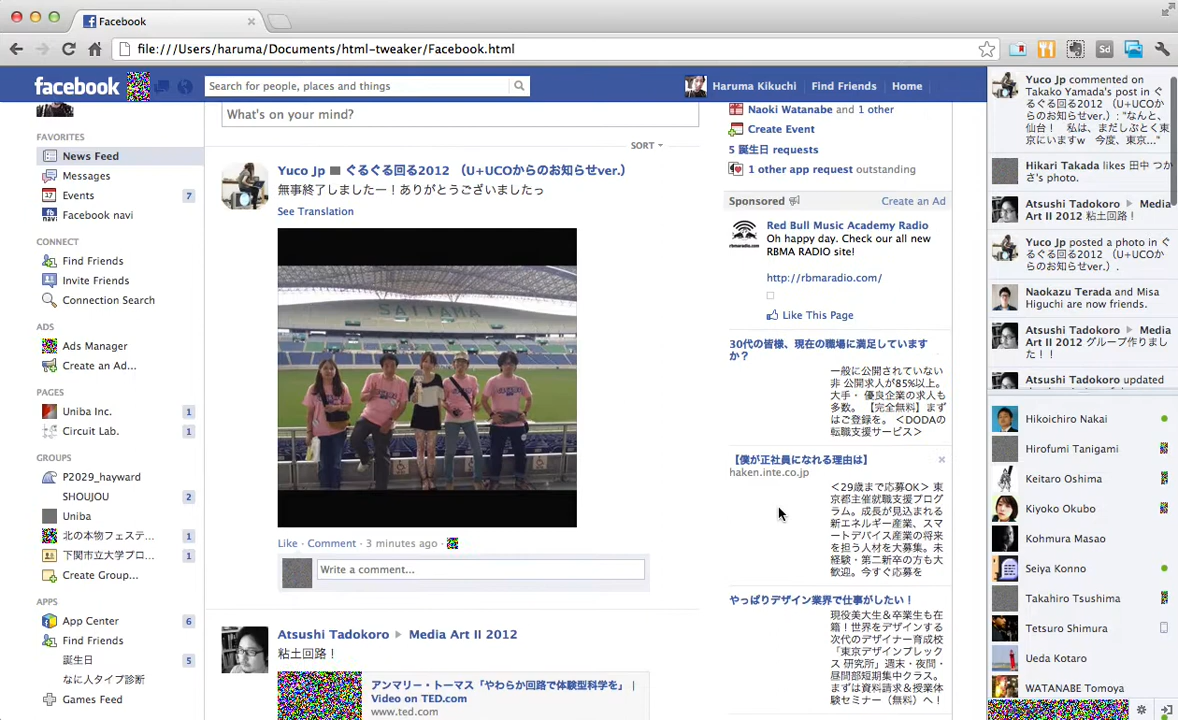 Facebook
file:///Users/haruma/Documents/html-tweaker/Facebook.html
Sd
facebook
Search for people, places and things
Haruma Kikuchi
Find Friends
Home
FAVORITES
News Feed
Messages
Events 7
Facebook navi
CONNECT
Find Friends
Invite Friends
Connection Search
ADS
Ads Manager
Create an Ad...
PAGES
Uniba Inc. 1
Circuit Lab. 1
GROUPS
P2029_hayward
SHOUJOU 2
Uniba
北の本物フェステ... 1
下関市立大学プロ... 1
Create Group...
APPS
App Center 6
Find Friends
誕生日 5
なに人タイプ診断
Games Feed
What's on your mind?
SORT
Yuco Jp ぐるぐる回る2012 （U+UCOからのお知らせver.）
無事終了しましたー！ありがとうございましたっ
See Translation
SAITAMA
Like · Comment · 3 minutes ago ·
Write a comment...
Atsushi Tadokoro Media Art II 2012
粘土回路！
アンマリー・トーマス「やわらか回路で体験型科学を」 |
Video on TED.com
www.ted.com
Naoki Watanabe and 1 other
Create Event
5 誕生日 requests
1 other app request outstanding
Sponsored
Create an Ad
Red Bull Music Academy Radio
Oh happy day. Check our all new
RBMA RADIO site!
http://rbmaradio.com/
Like This Page
30代の皆様、現在の職場に満足しています
か？
一般に公開されていない
非 公開求人が85%以上。
大手・ 優良企業の求人も
多数。【完全無料】まず
はご登録を。＜DODAの
転職支援サービス＞
【僕が正社員になれる理由は】
haken.inte.co.jp
＜29歳まで応募OK＞ 東
京都主催就職支援プログ
ラム。成長が見込まれる
新エネルギー産業、スマ
ートデバイス産業の将来
を担う人材を大募集。未
経験・第二新卒の方も大
歓迎。今すぐ応募を
やっぱりデザイン業界で仕事がしたい！
現役美大生＆卒業生も在
籍！世界をデザインする
次代のデザイナー育成校
「東京デザインプレック
ス 研究所」週末・夜間・
昼間部短期集中クラス。
まずは資料請求＆授業体
験セミナー（無料）へ！
Yuco Jp commented on
Takako Yamada's post in ぐ
るぐる回る2012 （U+UCOか
らのお知らせver.）: "なんと、
仙台！ 私は、まだしぶとく東
京にいます 今度、東京..."
Hikari Takada likes 田中 つか
さ's photo.
Atsushi Tadokoro Media
Art II 2012 粘土回路！
Yuco Jp posted a photo in ぐ
るぐる回る2012 （U+UCOか
らのお知らせver.）.
Naokazu Terada and Misa
Higuchi are now friends.
Atsushi Tadokoro Media
Art II 2012 グループ作りまし
た！！
Atsushi Tadokoro updated
Hikoichiro Nakai
Hirofumi Tanigami
Keitaro Oshima
Kiyoko Okubo
Kohmura Masao
Seiya Konno
Takahiro Tsushima
Tetsuro Shimura
Ueda Kotaro
WATANABE Tomoya